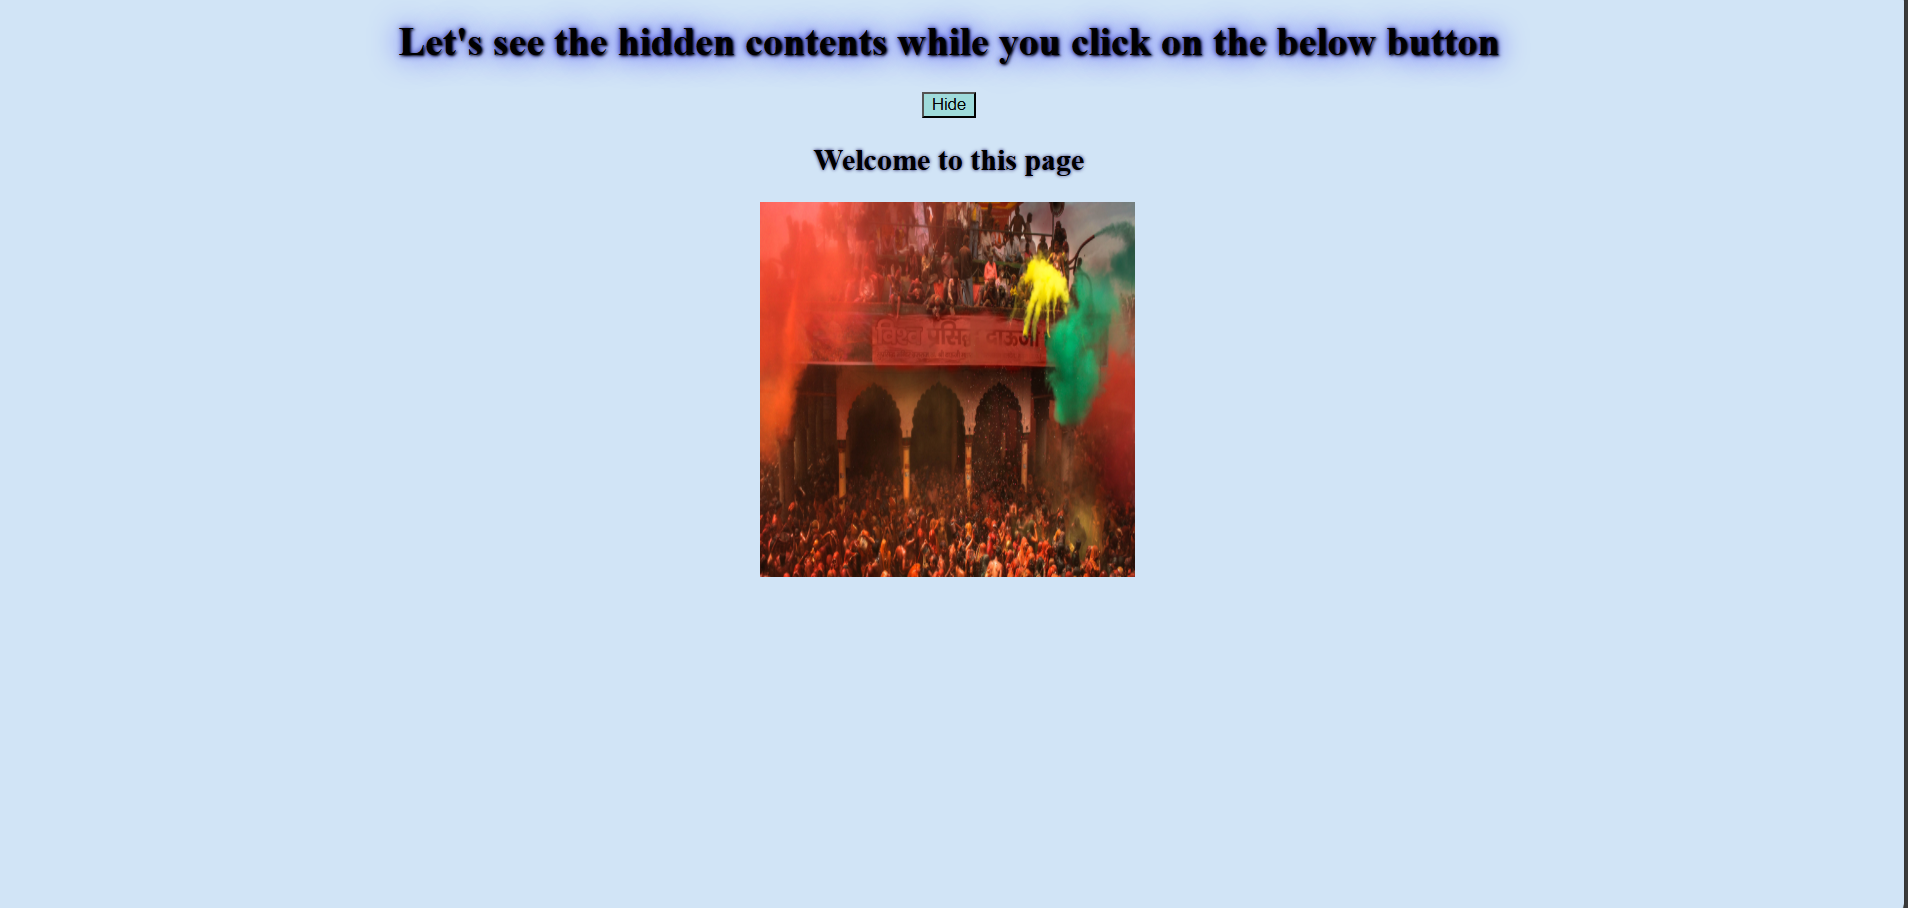 Let's see the hidden contents while you click on the below button
Hide
Welcome to this page
विश्व प्रसिद्ध दाऊजी